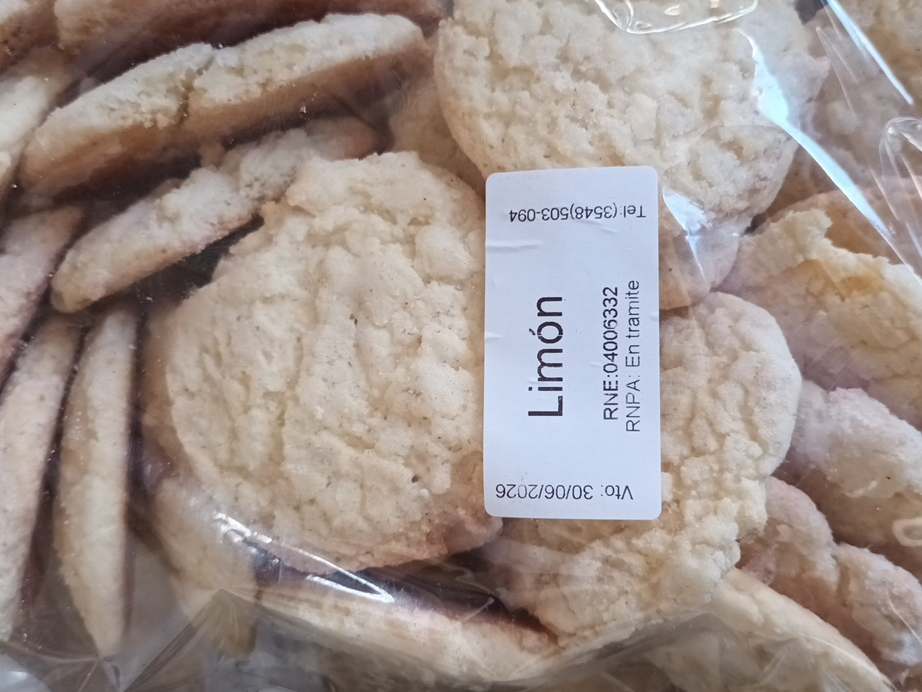 Limón
RNE:04006332
RNPA: En tramite
Tel:(3548)503-094
Vto: 30/06/2026